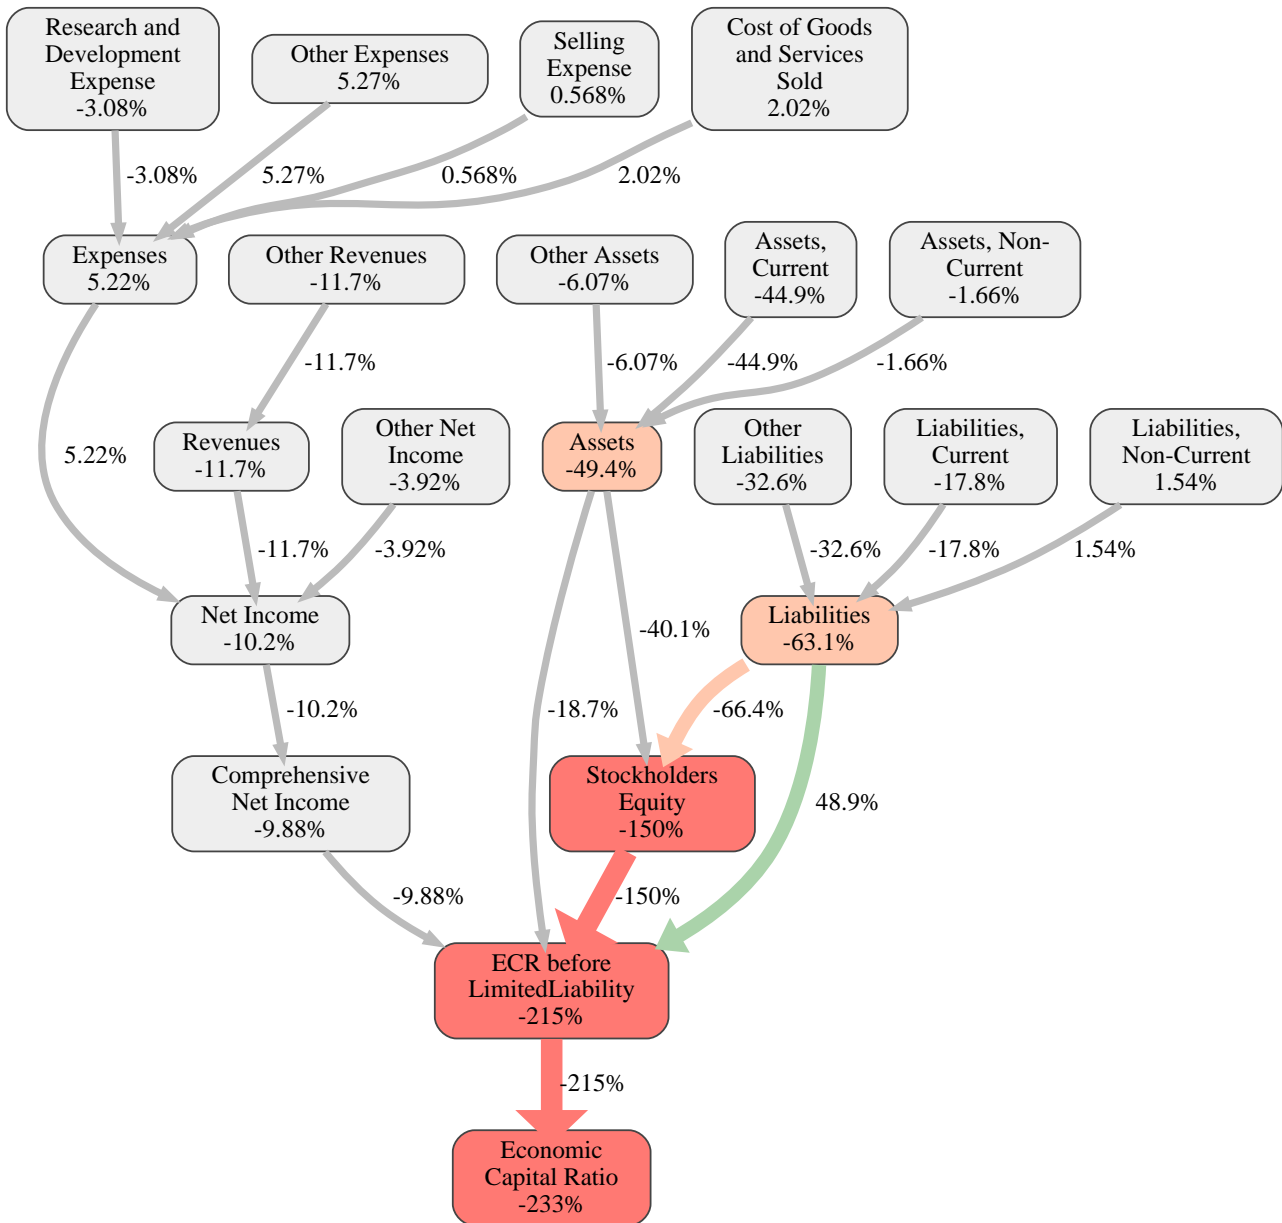 Research and
Development
Expense
-3.08%
Other Expenses
5.27%
Selling
Expense
0.568%
Cost of Goods
and Services
Sold
2.02%
-3.08%
5.27%
0.568%
2.02%
Expenses
5.22%
Other Revenues
-11.7%
Other Assets
-6.07%
Assets,
Current
-44.9%
Assets, Non-
Current
-1.66%
-11.7%
-6.07%
-44.9%
-1.66%
5.22%
Revenues
-11.7%
Other Net
Income
-3.92%
Assets
-49.4%
Other
Liabilities
-32.6%
Liabilities,
Current
-17.8%
Liabilities,
Non-Current
1.54%
-11.7%
-3.92%
-32.6%
-17.8%
1.54%
Net Income
-10.2%
-40.1%
Liabilities
-63.1%
-10.2%
-18.7%
-66.4%
Comprehensive
Net Income
-9.88%
Stockholders
Equity
-150%
48.9%
-9.88%
-150%
ECR before
LimitedLiability
-215%
-215%
Economic
Capital Ratio
-233%